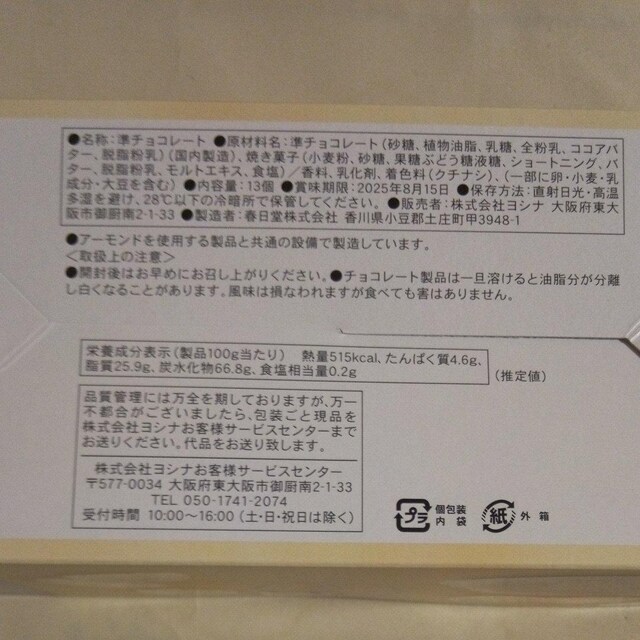 ●名称:準チョコレート ●原材料名:準チョコレート(砂糖、植物油脂、乳糖、全粉乳、ココアバ
ター、脱脂粉乳)(国内製造)、焼き菓子(小麦粉、砂糖、果糖ぶどう糖液糖、ショートニング、バ
ター、脱脂粉乳、モルトエキス、食塩)／香料、乳化剤、着色料(クチナシ)、(一部に卵・小麦・乳
成分・大豆を含む) ●内容量:13個 ●賞味期限:2025年8月15日 ●保存方法:直射日光・高温
多湿を避け、28℃以下の冷暗所で保管してください。 ●販売者:株式会社ヨシナ 大阪府東大
阪市御厨南2-1-33 ●製造者:春日堂株式会社 香川県小豆郡土庄町甲3948-1
●アーモンドを使用する製品と共通の設備で製造しています。
<取扱上の注意>
●開封後はお早めにお召し上がりください。●チョコレート製品は一旦溶けると油脂分が分離
し白くなることがあります。風味は損なわれますが食べても害はありません。
栄養成分表示(製品100g当たり) 熱量515kcal、たんぱく質4.6g、
脂質25.9g、炭水化物66.8g、食塩相当量0.2g
(推定値)
品質管理には万全を期しておりますが、万一
不都合がございましたら、包装ごと現品を
株式会社ヨシナお客様サービスセンターまで
お送りください。代品をお送り致します。
株式会社ヨシナお客様サービスセンター
〒577-0034 大阪府東大阪市御厨南2-1-33
TEL 050-1741-2074
受付時間 10:00〜16:00(土・日・祝日は除く)
プラ 個包装
内 袋
紙 外 箱